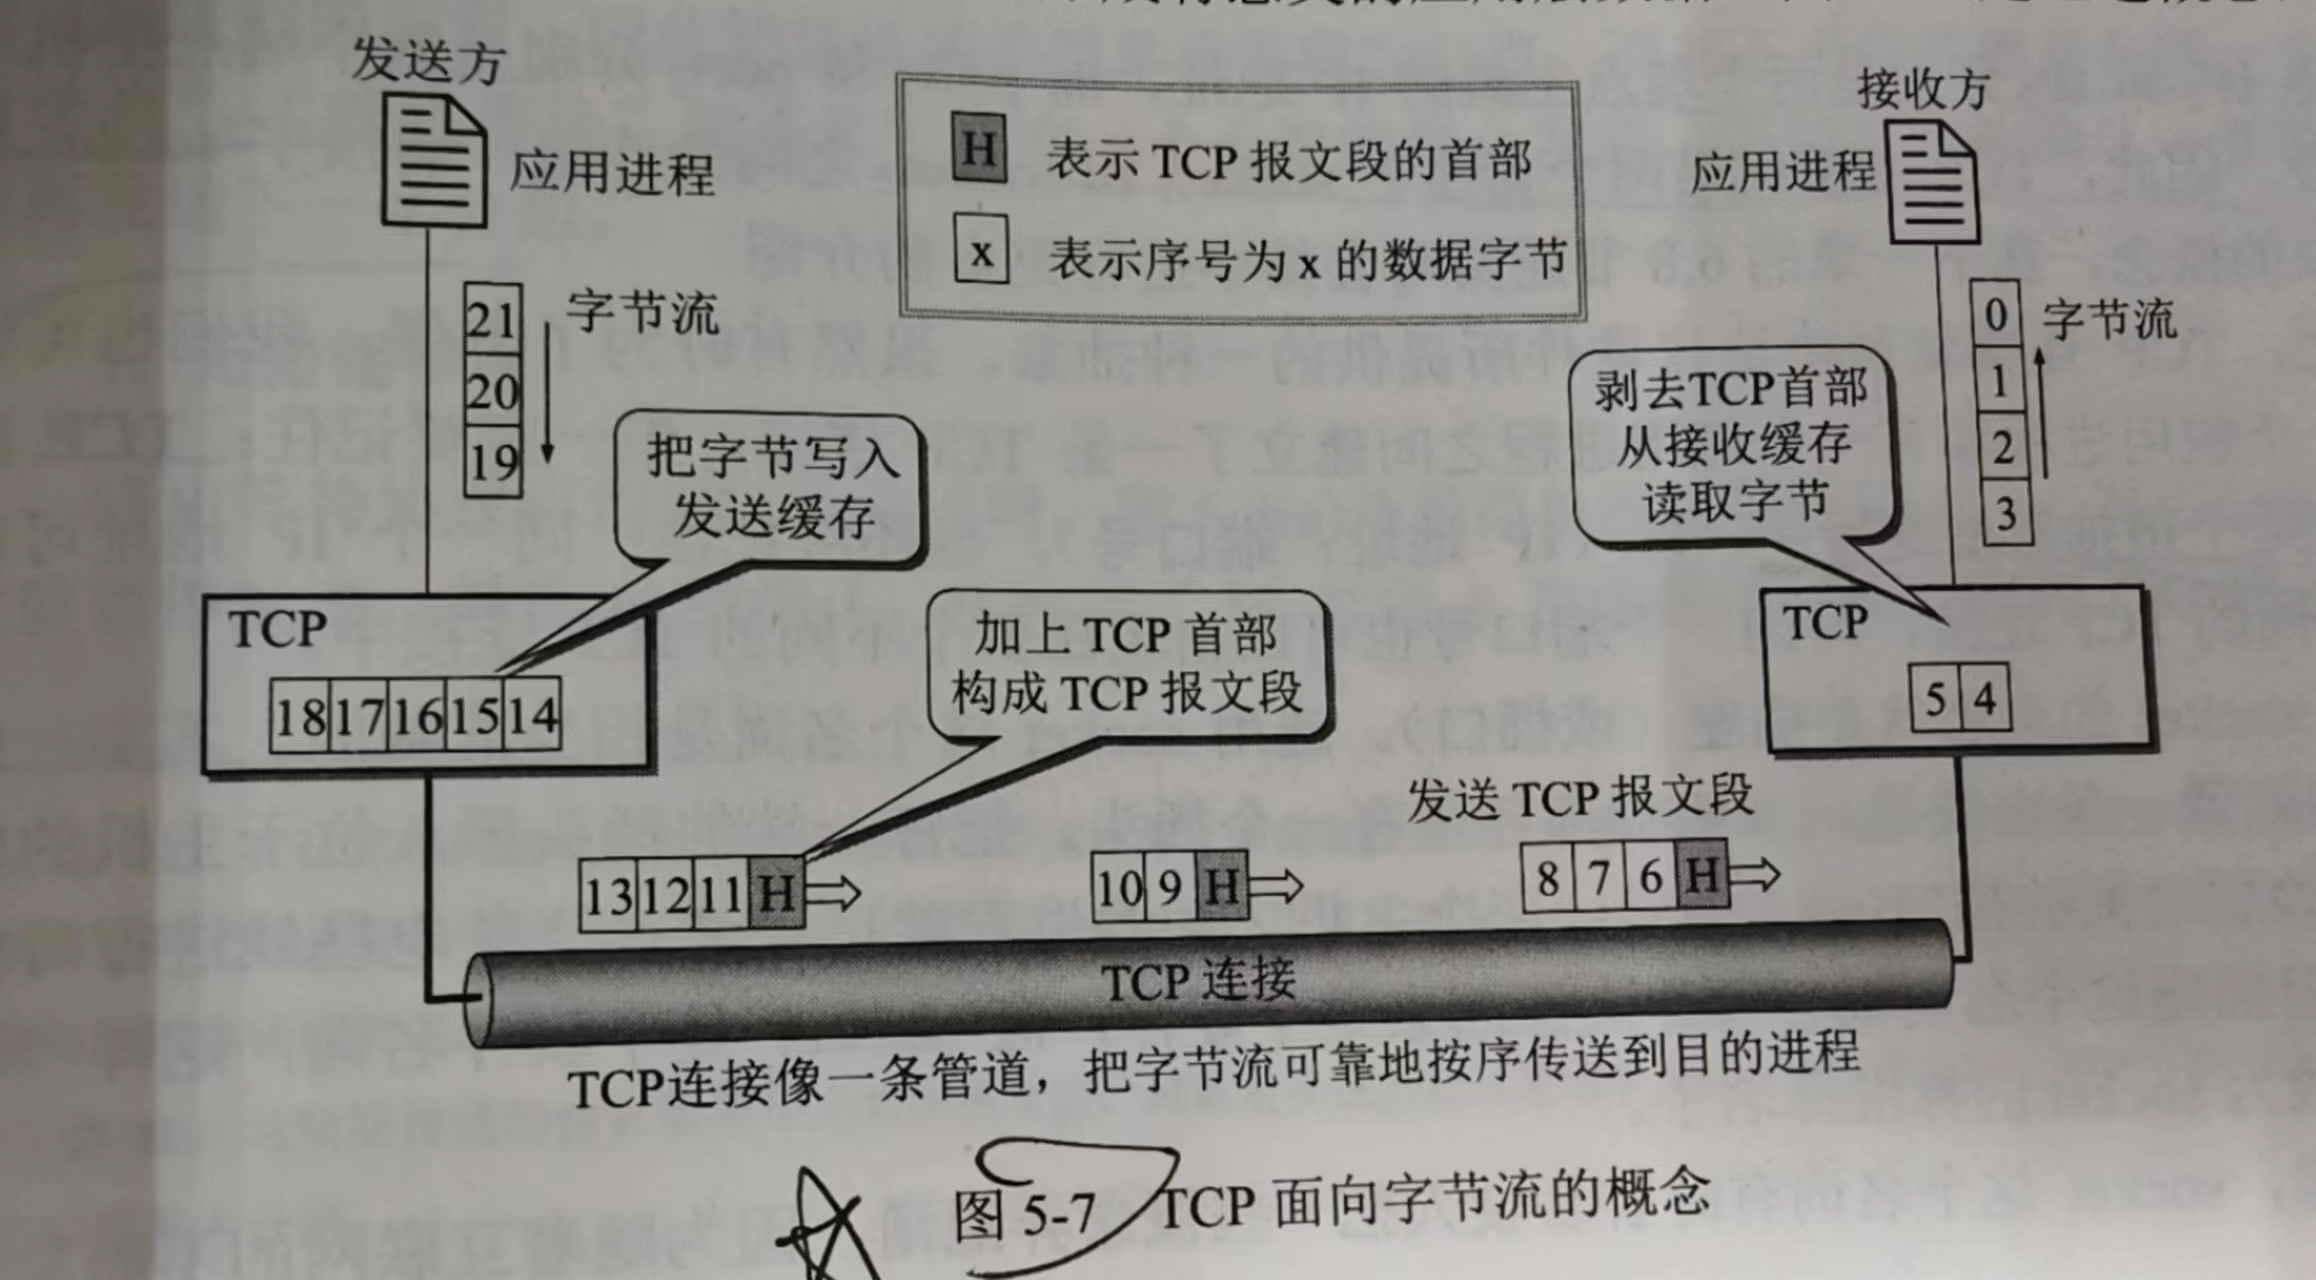 发送方
应用进程
H 表示 TCP 报文段的首部
x 表示序号为 x 的数据字节
接收方
应用进程
21
20
19
字节流
把字节写入
发送缓存
剥去TCP首部
从接收缓存
读取字节
0
1
2
3
字节流
TCP
18 17 16 15 14
加上 TCP 首部
构成 TCP 报文段
TCP
5 4
发送 TCP 报文段
13 12 11 H
10 9 H
8 7 6 H
TCP 连接
TCP连接像一条管道，把字节流可靠地按序传送到目的进程
图 5-7 TCP 面向字节流的概念